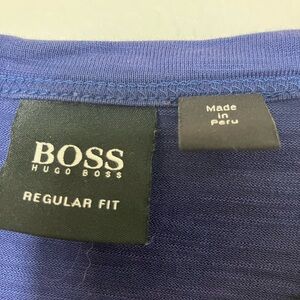 BOSS
HUGO BOSS
REGULAR FIT
Made
in
Peru